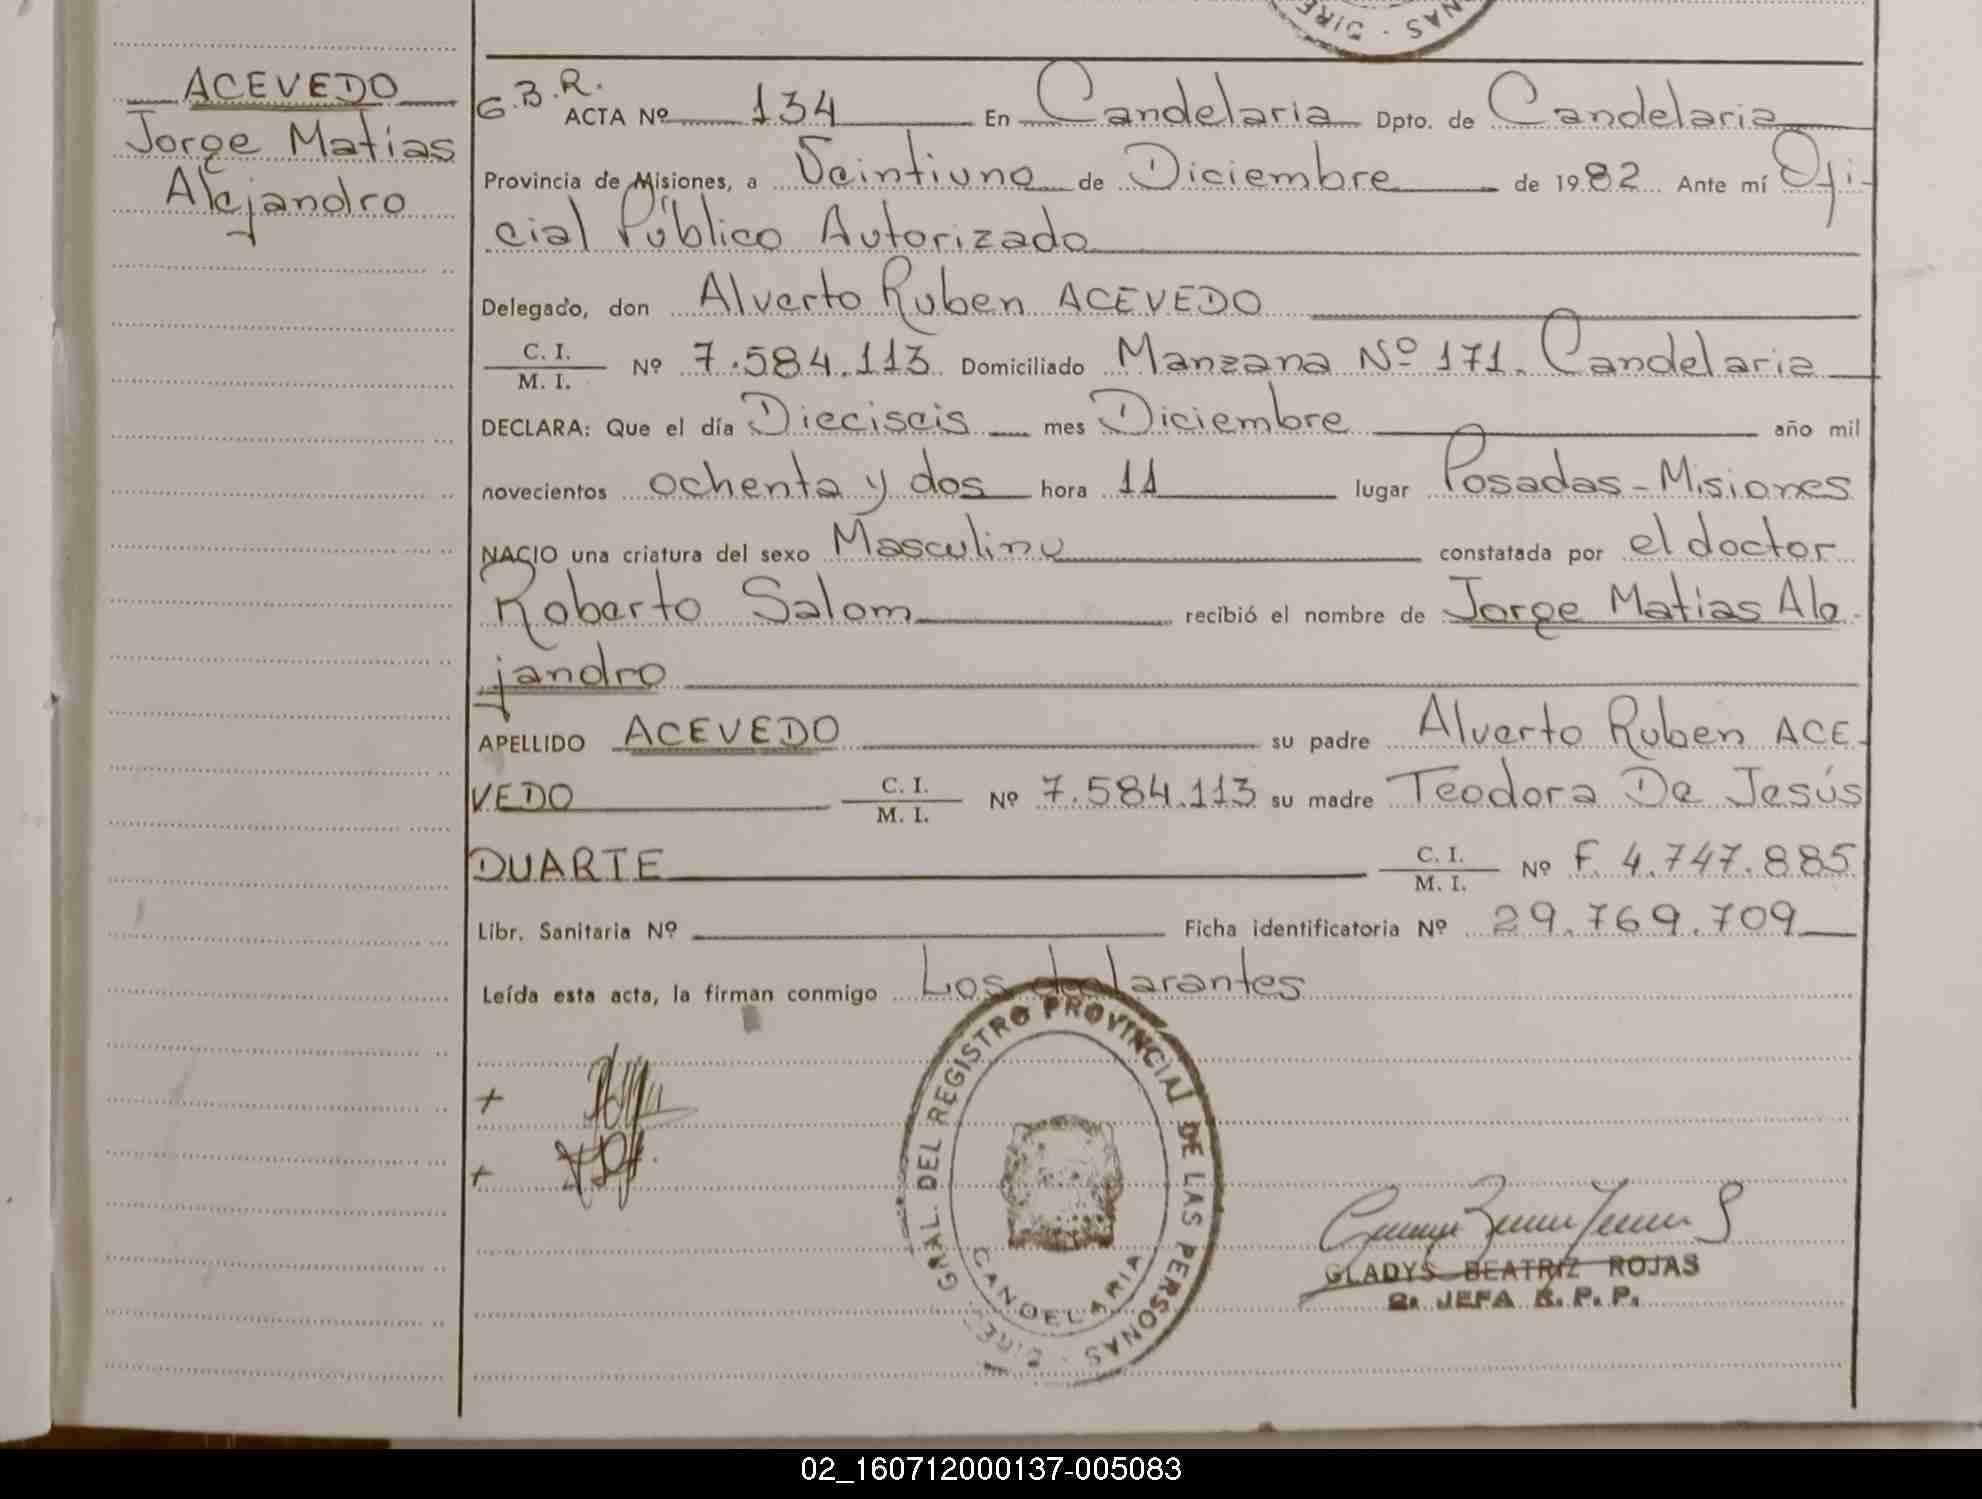 DIRE NAS
ACEVEDO
Jorge Matias
Alejandro
G.B.R.
ACTA Nº 134 En Candelaria Dpto. de Candelaria
Provincia de Misiones, a Veintiuno de Diciembre de 1982 Ante mí Ofi-
cial Público Autorizado
Delegado, don Alverto Ruben ACEVEDO
C. I.
M. I. Nº 7.584.113 Domiciliado Manzana Nº 171. Candelaria
DECLARA: Que el día Dieciseis mes Diciembre año mil
novecientos ochenta y dos hora 11 lugar Posadas - Misiones
NACIO una criatura del sexo Masculino constatada por el doctor
Roberto Salom recibió el nombre de Jorge Matias Ale-
jandro
APELLIDO ACEVEDO su padre Alverto Ruben ACE-
VEDO C. I. M. I. Nº 7.584.113 su madre Teodora De Jesús
DUARTE C. I. M. I. Nº F. 4.747.885
Libr. Sanitaria Nº Ficha identificatoria Nº 29.769.709
Leída esta acta, la firman conmigo Los declarantes
DIREC. GRAL. DEL REGISTRO PROVINCIAL DE LAS PERSONAS
CANDELARIA
GLADYS BEATRIZ ROJAS
2a. JEFA R. P. P.
02_160712000137-005083